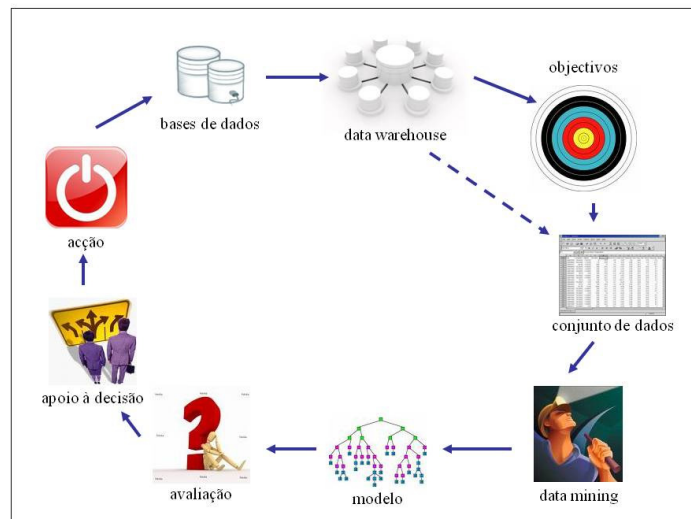 bases de dados
data warehouse
objectivos
conjunto de dados
data mining
modelo
avaliação
apoio à decisão
acção